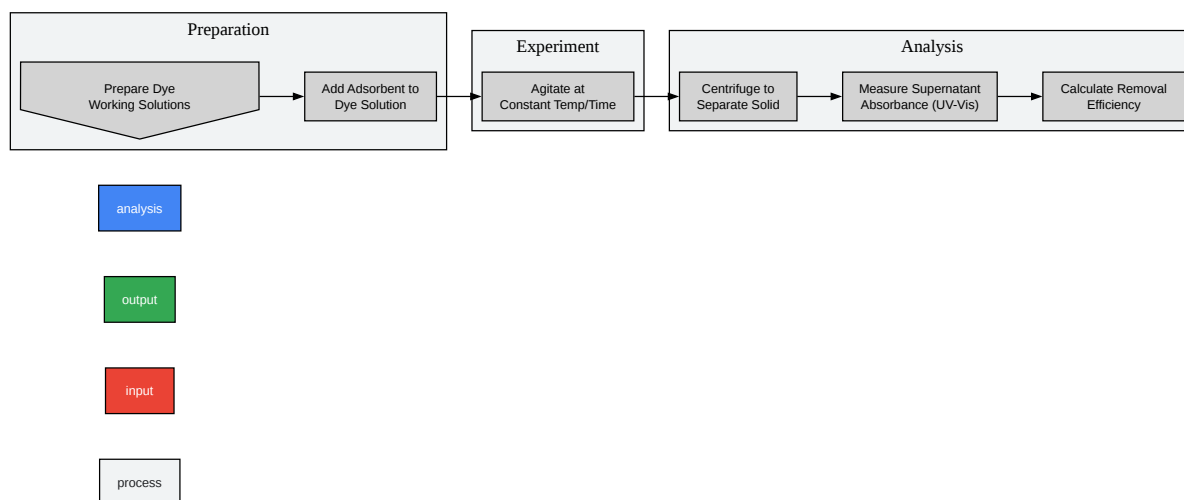 Preparation
Prepare Dye
Working Solutions
Add Adsorbent to
Dye Solution
Experiment
Agitate at
Constant Temp/Time
Analysis
Centrifuge to
Separate Solid
Measure Supernatant
Absorbance (UV-Vis)
Calculate Removal
Efficiency
analysis
output
input
process